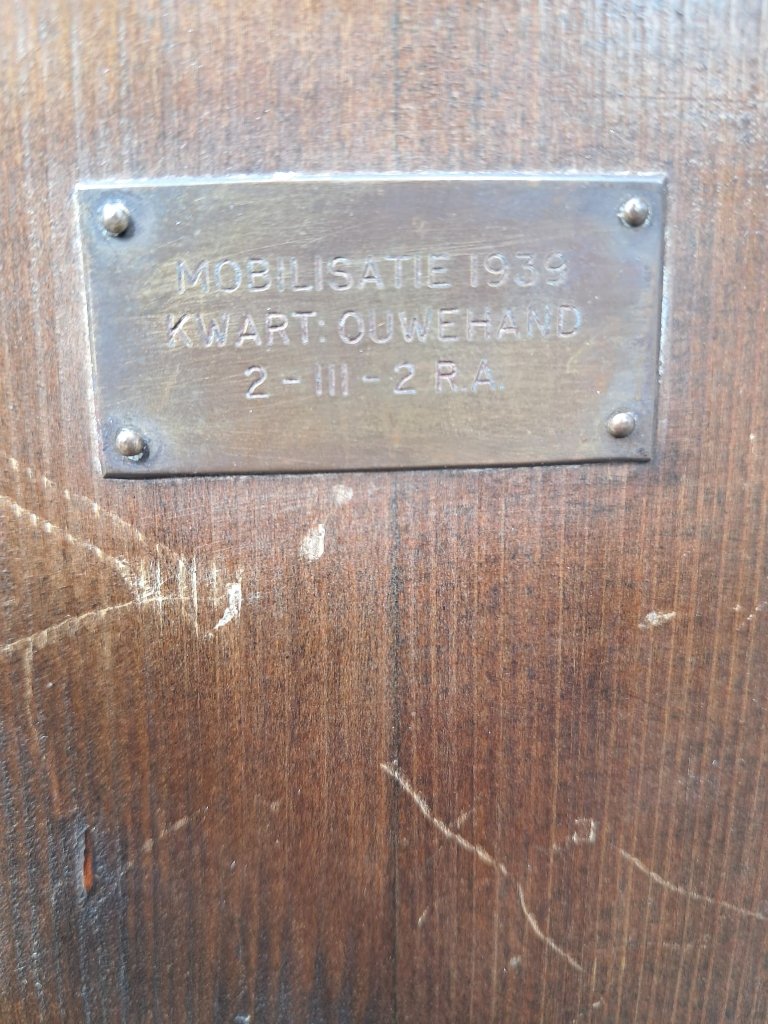 MOBILISATIE 1939
KWART: OUWEHAND
2 - III - 2 R.A.